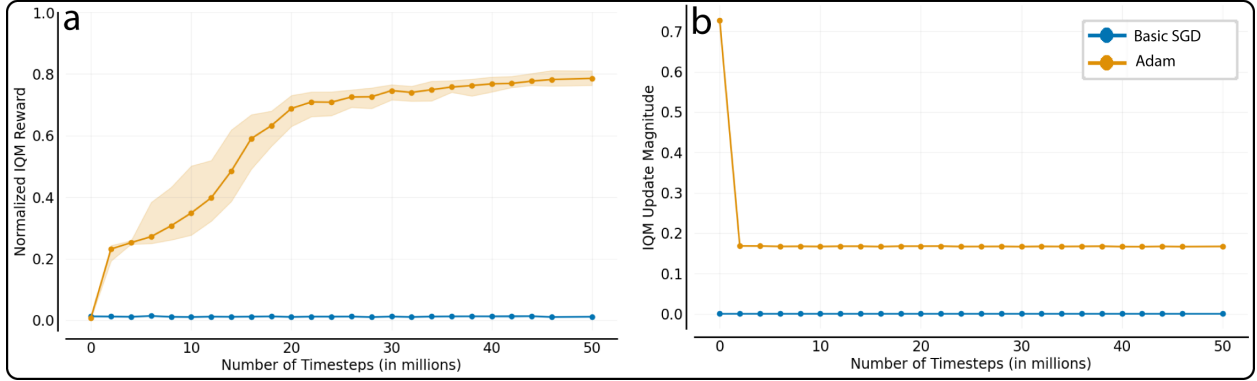 a
Normalized IQM Reward
1.0
0.8
0.6
0.4
0.2
0.0
0 10 20 30 40 50
Number of Timesteps (in millions)
b
IQM Update Magnitude
0.7
0.6
0.5
0.4
0.3
0.2
0.1
0.0
0 10 20 30 40 50
Number of Timesteps (in millions)
Basic SGD
Adam